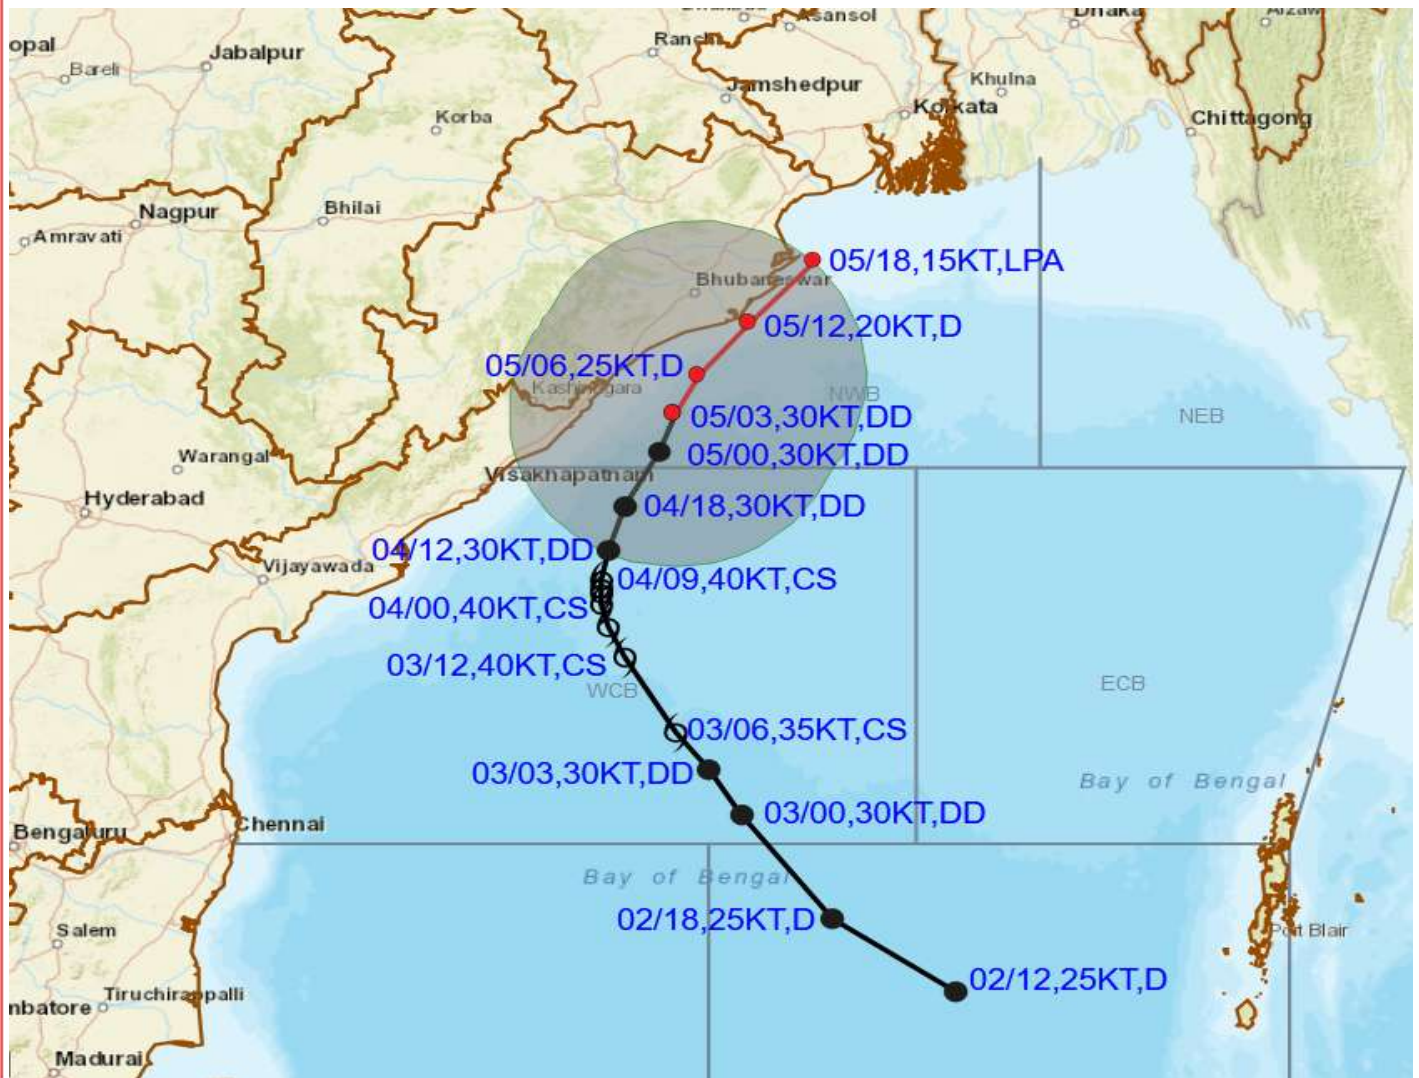 Asansol
Dhaka
opal
Jabalpur
Ranchi
Bareli
Khulna
Jamshedpur
Kolkata
Korba
Chittagong
Nagpur
Bhilai
Amravati
05/18,15KT,LPA
Bhubaneswar
05/12,20KT,D
05/06,25KT,D
NWB
05/03,30KT,DD
NEB
05/00,30KT,DD
Warangal
Visakhapatnam
Hyderabad
04/18,30KT,DD
04/12,30KT,DD
Vijayawada
04/09,40KT,CS
04/00,40KT,CS
03/12,40KT,CS
WCB
ECB
03/06,35KT,CS
03/03,30KT,DD
Bay of Bengal
03/00,30KT,DD
Chennai
Bengaluru
Bay of Bengal
02/18,25KT,D
Salem
Port Blair
02/12,25KT,D
Tiruchirappalli
nbatore
Madurai